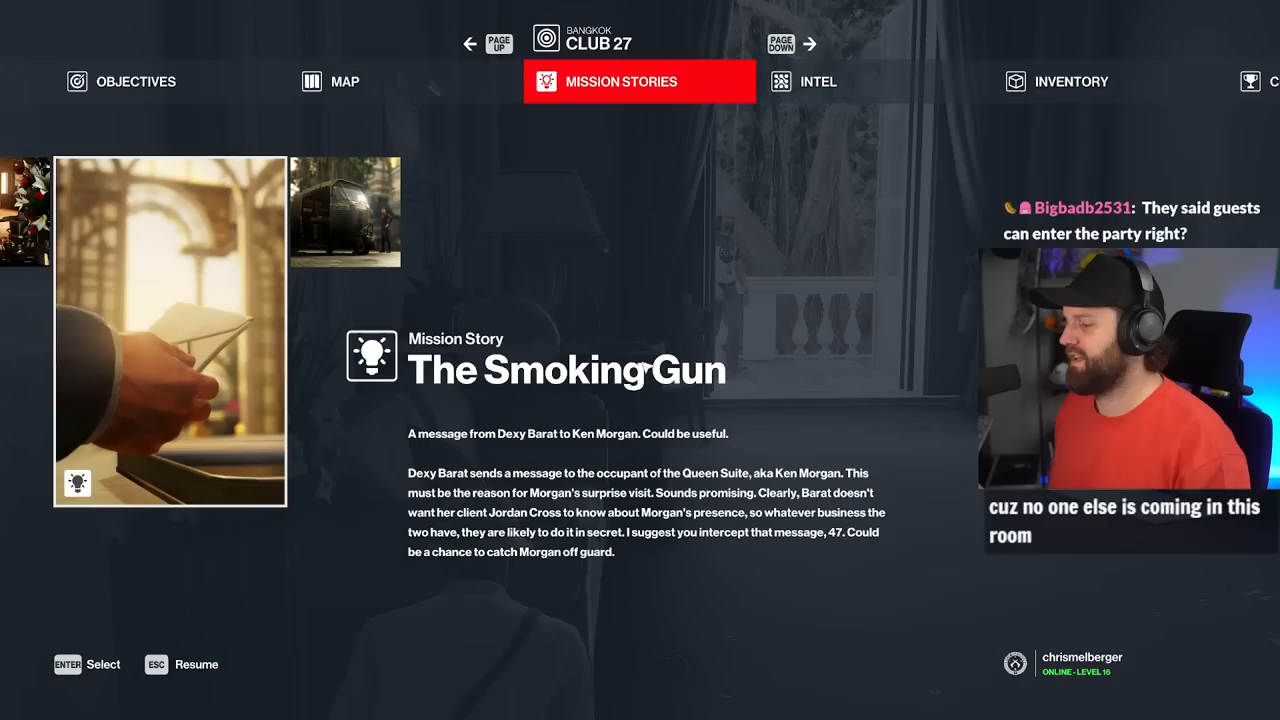 PAGE UP
BANGKOK
CLUB 27
PAGE DOWN
OBJECTIVES
MAP
MISSION STORIES
INTEL
INVENTORY
C
Bigbadb2531: They said guests
can enter the party right?
Mission Story
The Smoking Gun
A message from Dexy Barat to Ken Morgan. Could be useful.
Dexy Barat sends a message to the occupant of the Queen Suite, aka Ken Morgan. This
must be the reason for Morgan's surprise visit. Sounds promising. Clearly, Barat doesn't
want her client Jordan Cross to know about Morgan's presence, so whatever business the
two have, they are likely to do it in secret. I suggest you intercept that message, 47. Could
be a chance to catch Morgan off guard.
cuz no one else is coming in this
room
ENTER Select
ESC Resume
chrismelberger
ONLINE - LEVEL 16